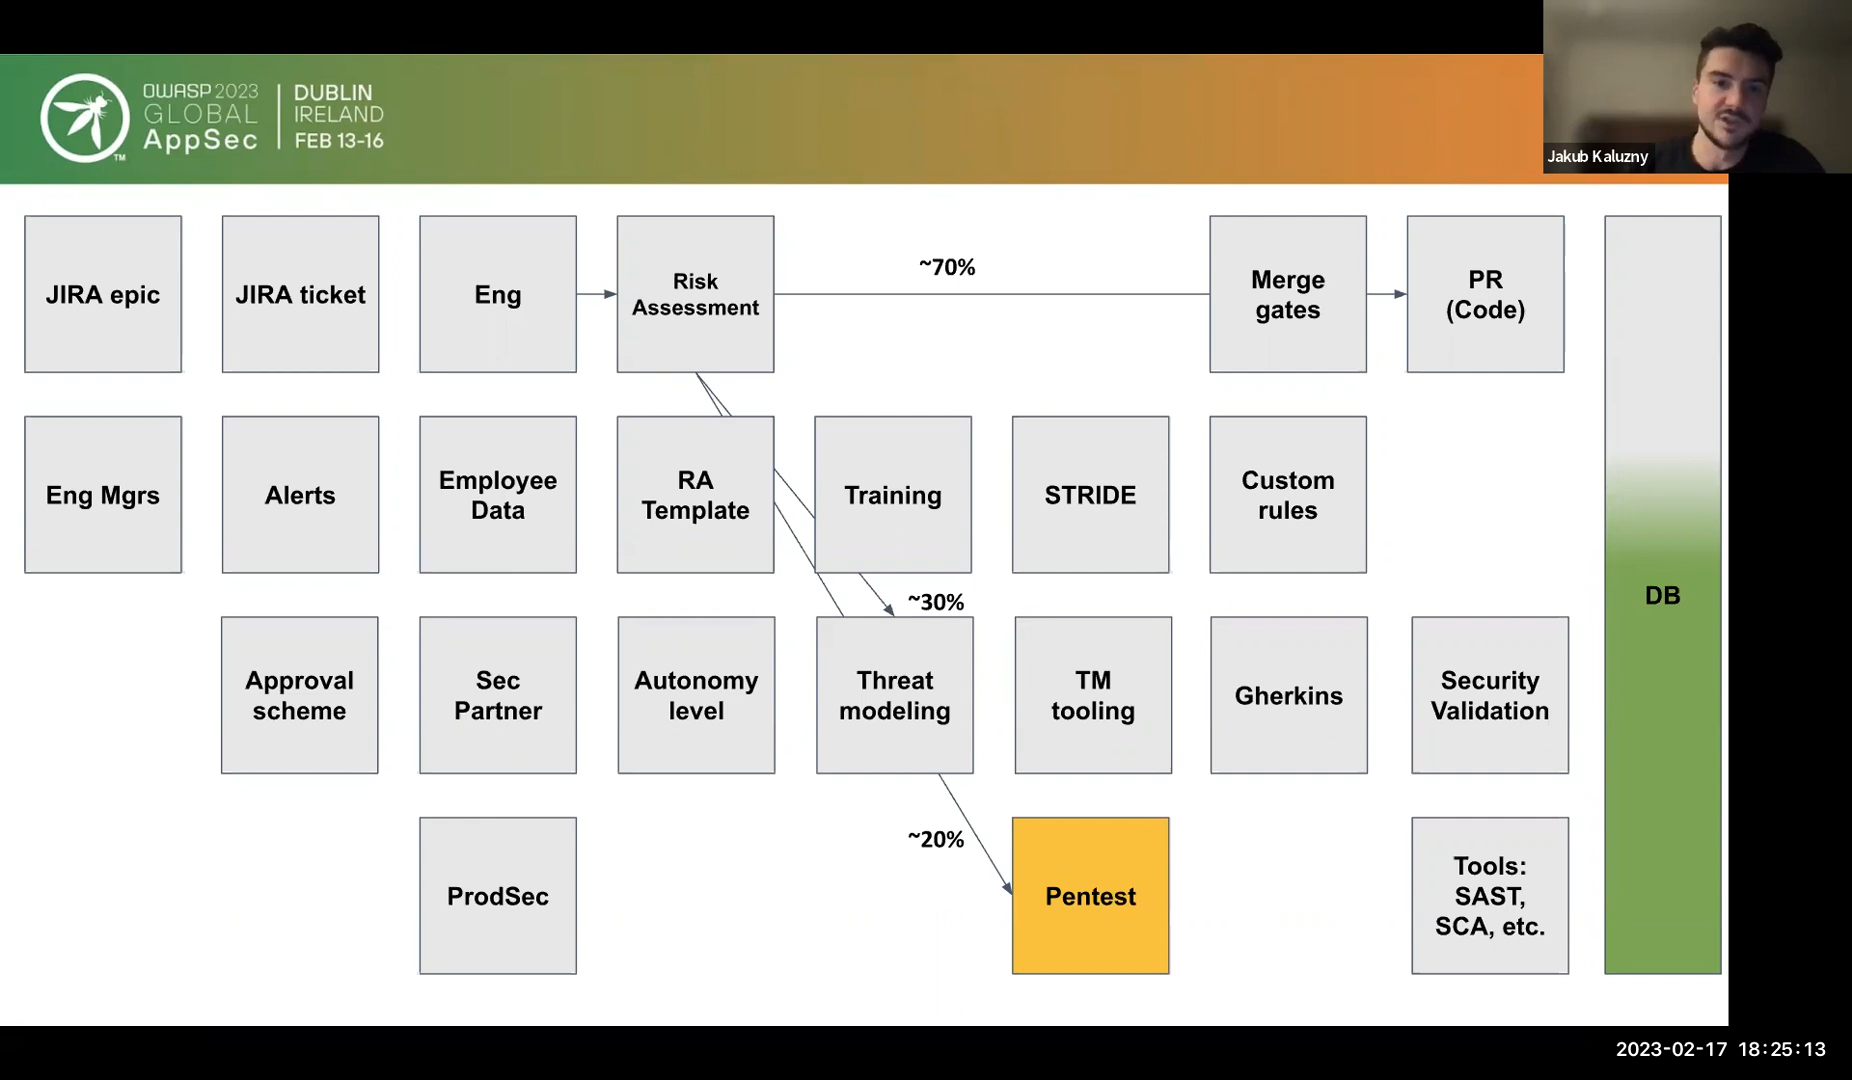 OWASP 2023
GLOBAL
AppSec
TM
DUBLIN
IRELAND
FEB 13-16
Jakub Kaluzny
JIRA epic
JIRA ticket
Eng
Risk
Assessment
~70%
Merge
gates
PR
(Code)
Eng Mgrs
Alerts
Employee
Data
RA
Template
Training
STRIDE
Custom
rules
DB
~30%
Approval
scheme
Sec
Partner
Autonomy
level
Threat
modeling
TM
tooling
Gherkins
Security
Validation
~20%
ProdSec
Pentest
Tools:
SAST,
SCA, etc.
2023-02-17 18:25:13